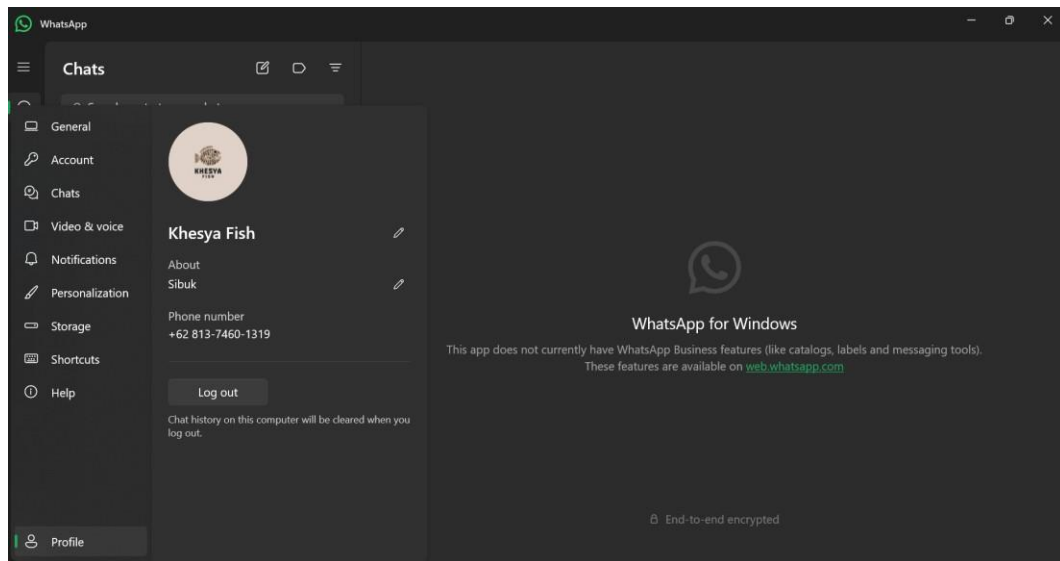 WhatsApp
Chats
General
Account
Chats
Video & voice
Notifications
Personalization
Storage
Shortcuts
Help
Profile
KHESYA
FISH
Khesya Fish
About
Sibuk
Phone number
+62 813-7460-1319
Log out
Chat history on this computer will be cleared when you
log out.
WhatsApp for Windows
This app does not currently have WhatsApp Business features (like catalogs, labels and messaging tools).
These features are available on web.whatsapp.com
End-to-end encrypted